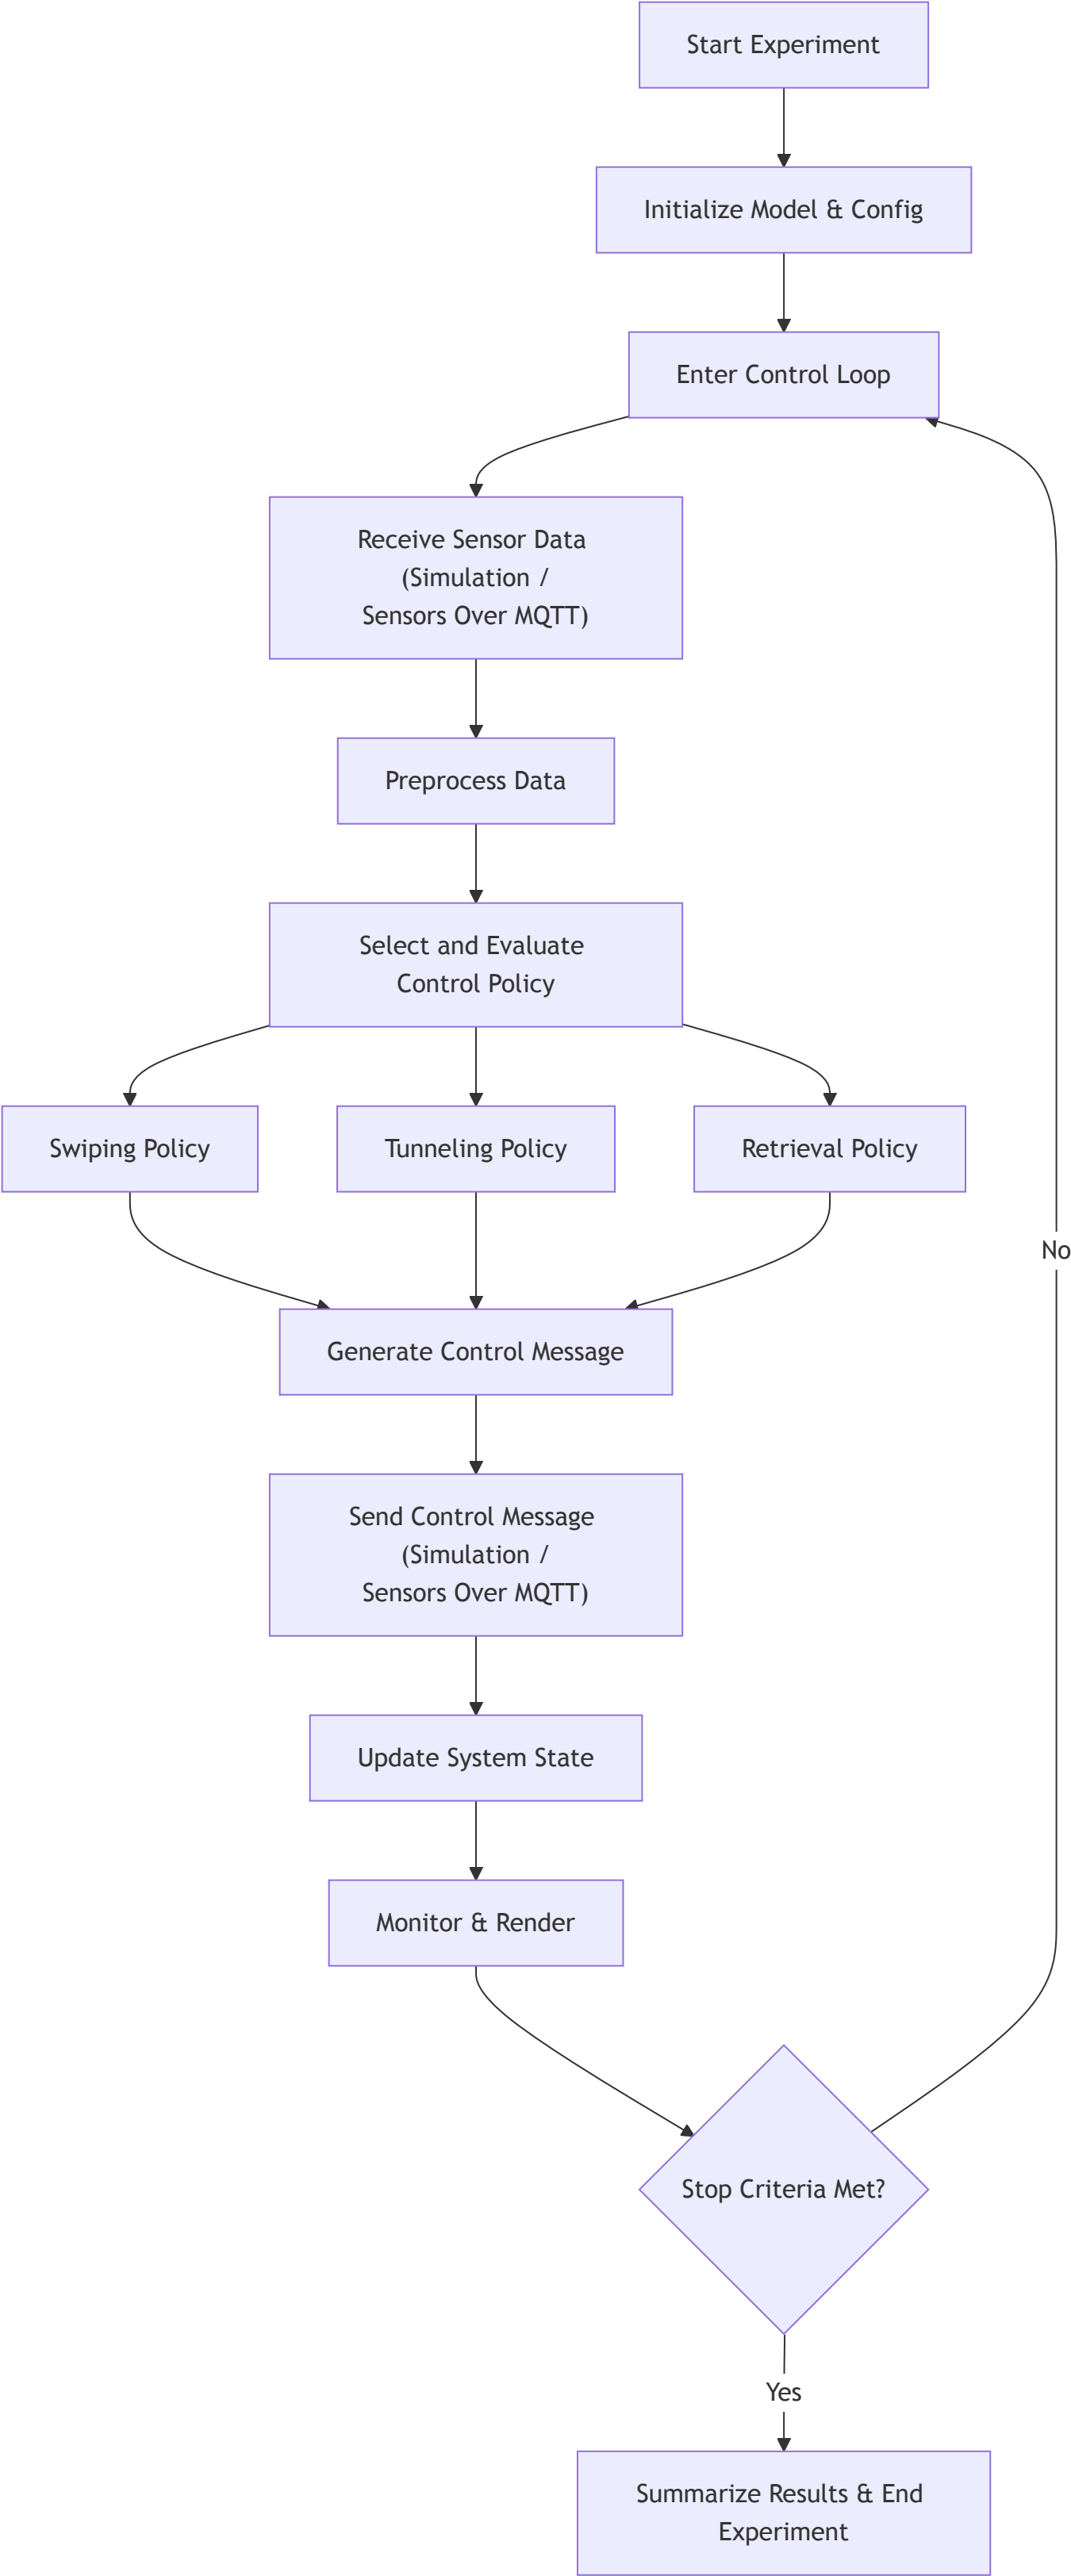 Start Experiment
Initialize Model & Config
Enter Control Loop
Receive Sensor Data
(Simulation /
Sensors Over MQTT)
Preprocess Data
Select and Evaluate
Control Policy
Swiping Policy
Tunneling Policy
Retrieval Policy
No
Generate Control Message
Send Control Message
(Simulation /
Sensors Over MQTT)
Update System State
Monitor & Render
Stop Criteria Met?
Yes
Summarize Results & End
Experiment